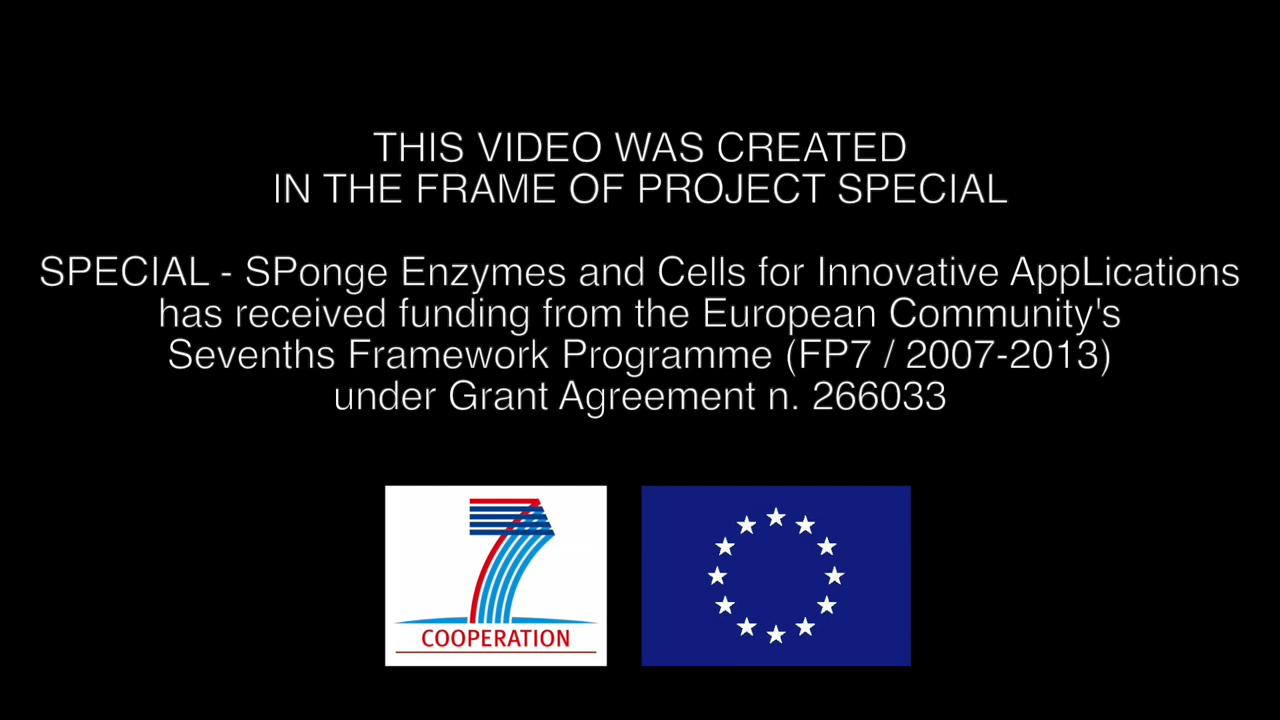 THIS VIDEO WAS CREATED
IN THE FRAME OF PROJECT SPECIAL
SPECIAL - SPonge Enzymes and Cells for Innovative AppLications
has received funding from the European Community's
Sevenths Framework Programme (FP7 / 2007-2013)
under Grant Agreement n. 266033
7
COOPERATION